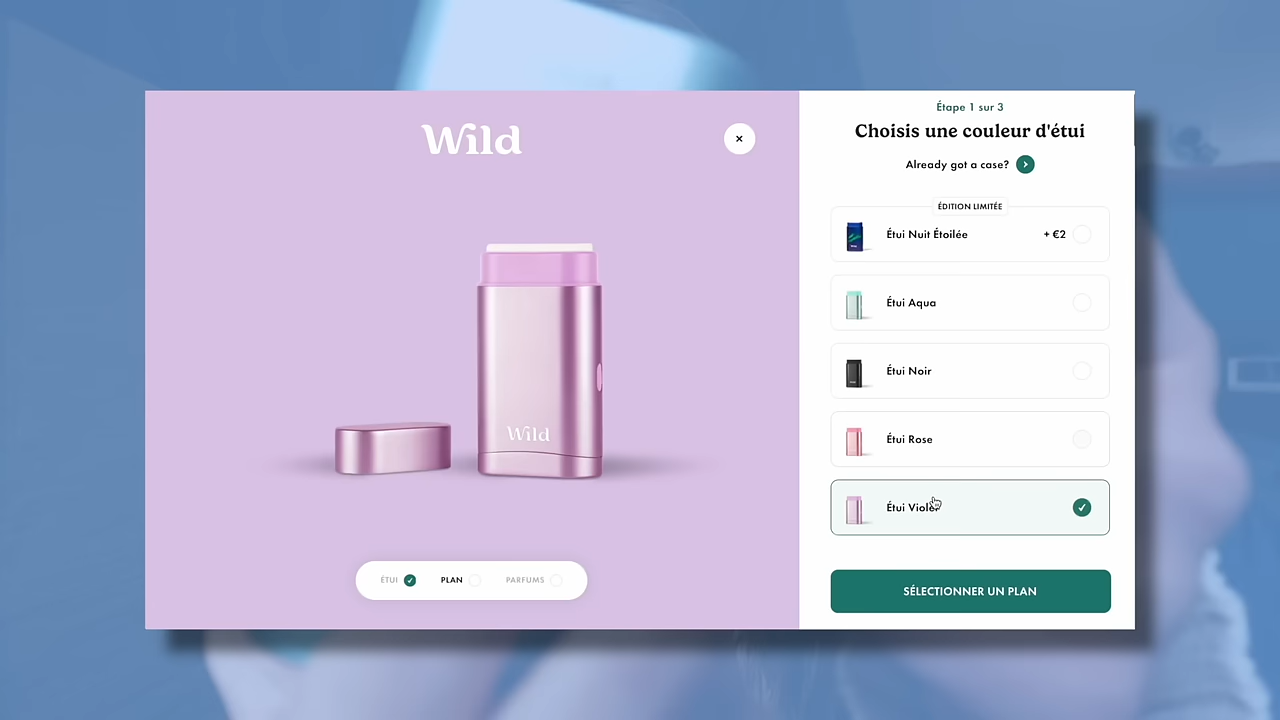 Wild
×
Wild
ÉTUI
PLAN
PARFUMS
Étape 1 sur 3
Choisis une couleur d'étui
Already got a case?
ÉDITION LIMITÉE
Étui Nuit Étoilée + €2
Étui Aqua
Étui Noir
Étui Rose
Étui Violet
SÉLECTIONNER UN PLAN